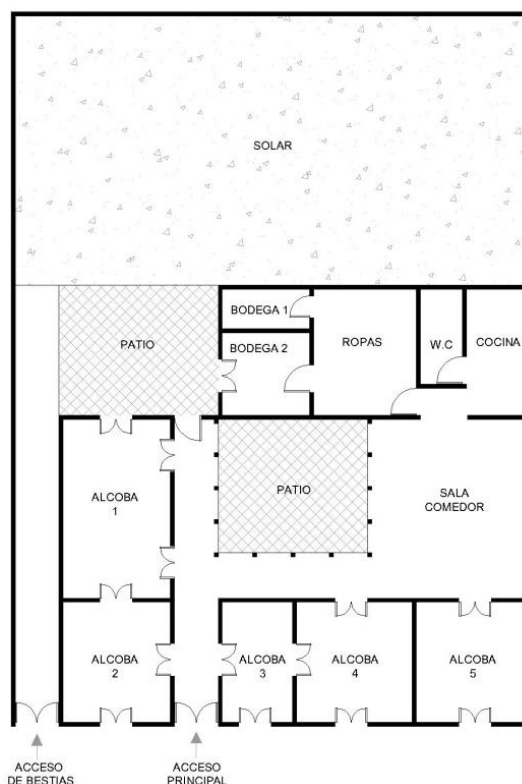 SOLAR
BODEGA 1
PATIO
BODEGA 2
ROPAS
W.C
COCINA
ALCOBA
1
PATIO
SALA
COMEDOR
ALCOBA
2
ALCOBA
3
ALCOBA
4
ALCOBA
5
ACCESO
DE BESTIAS
ACCESO
PRINCIPAL